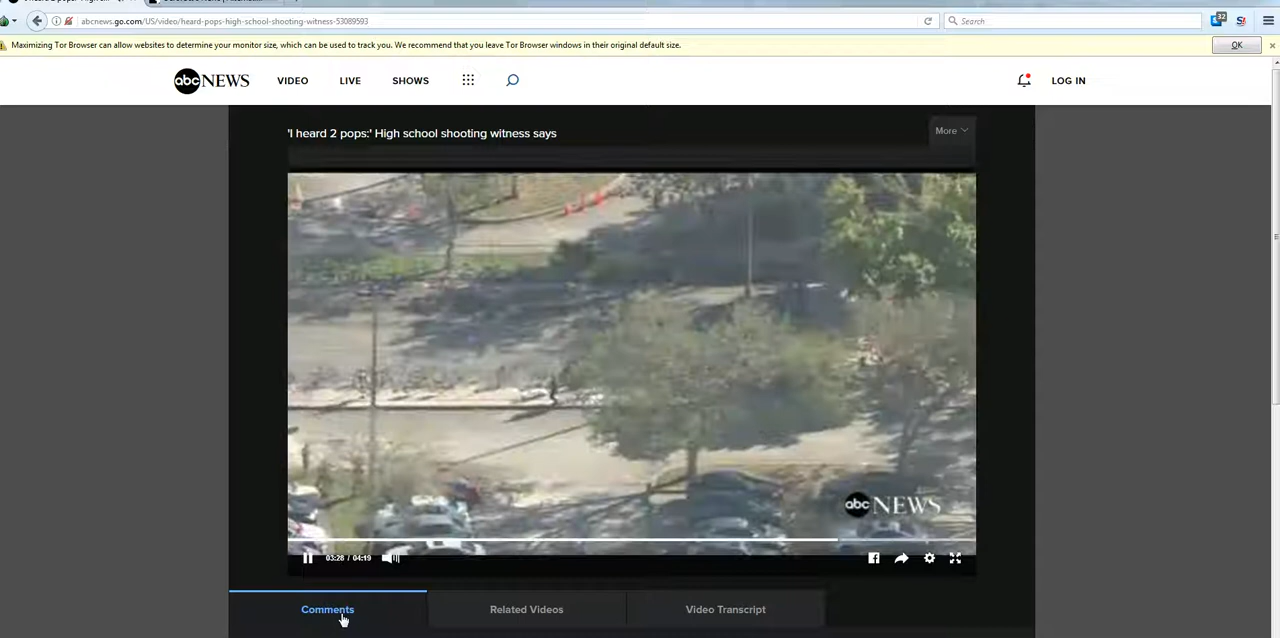 abcnews.go.com/US/video/heard-pops-high-school-shooting-witness-53089593
Search
32
Maximizing Tor Browser can allow websites to determine your monitor size, which can be used to track you. We recommend that you leave Tor Browser windows in their original default size.
OK
abc NEWS
VIDEO
LIVE
SHOWS
LOG IN
'I heard 2 pops:' High school shooting witness says
More
abc NEWS
03:28 / 04:19
Comments
Related Videos
Video Transcript